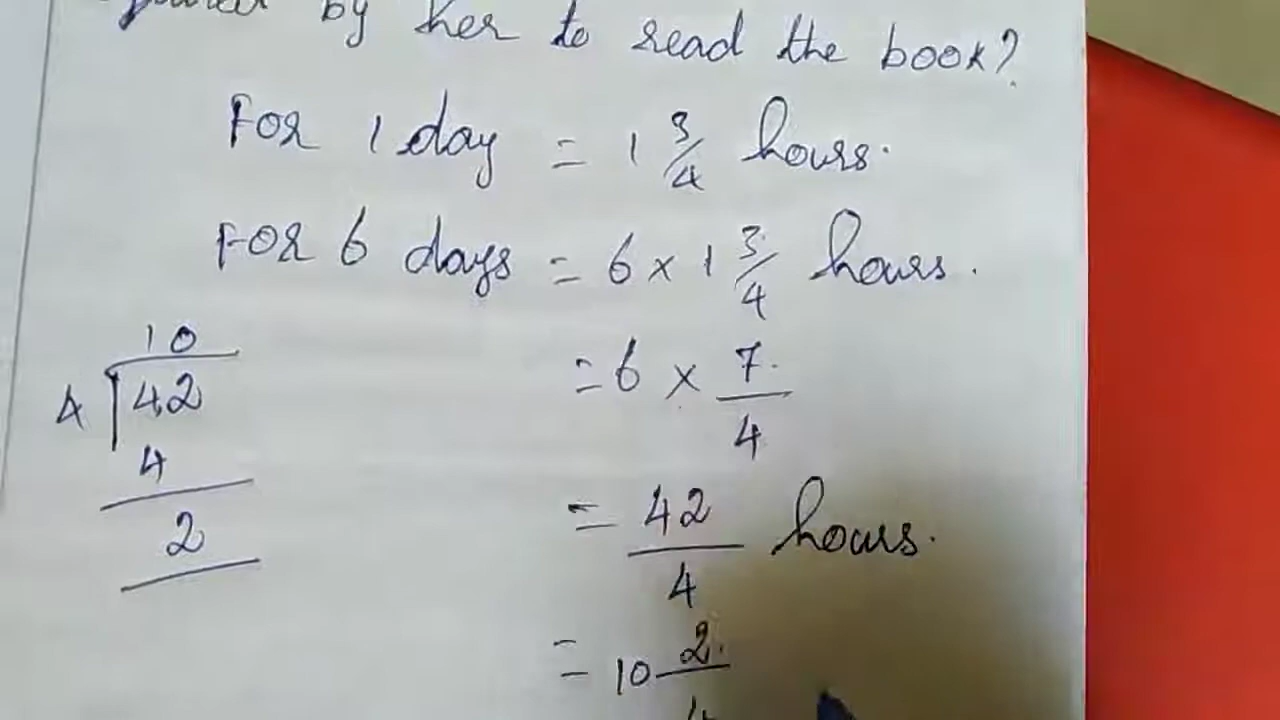 by her to read the book?
For 1 day = 1 3/4 hours.
For 6 days = 6 × 1 3/4 hours.
= 6 × 7/4
= 42/4 hours.
= 10 2/4
10
4 42
4
2